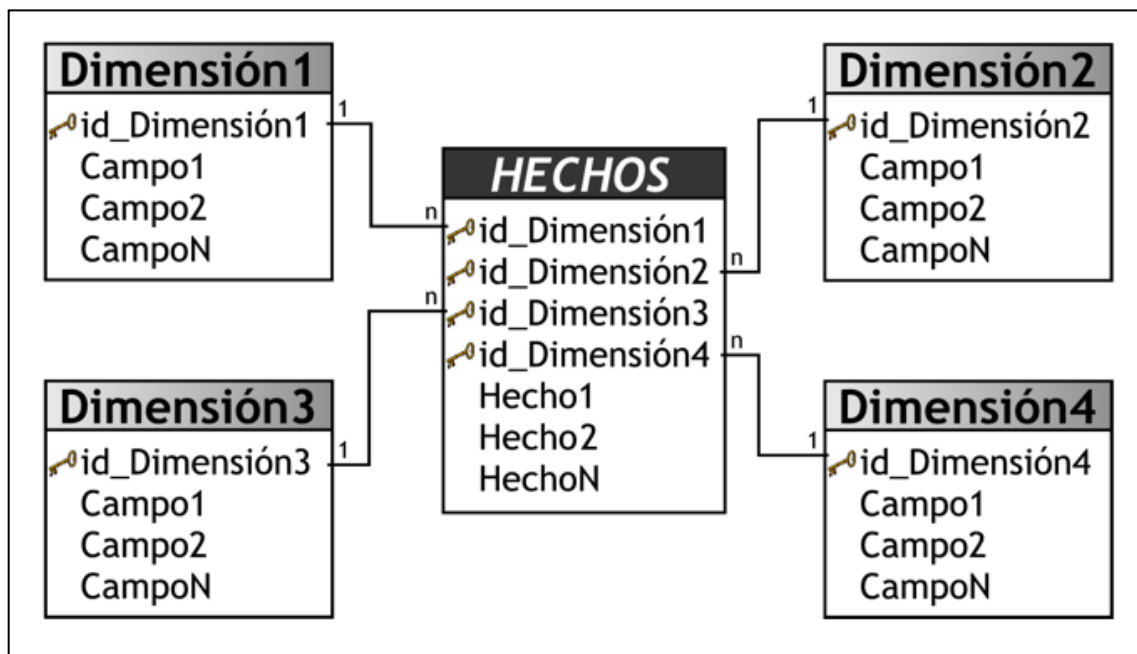 Dimensión1
id_Dimensión1
Campo1
Campo2
CampoN
1
n
Dimensión2
id_Dimensión2
Campo1
Campo2
CampoN
1
n
HECHOS
id_Dimensión1
id_Dimensión2
id_Dimensión3
id_Dimensión4
Hecho1
Hecho2
HechoN
Dimensión3
id_Dimensión3
Campo1
Campo2
CampoN
1
n
Dimensión4
id_Dimensión4
Campo1
Campo2
CampoN
1
n